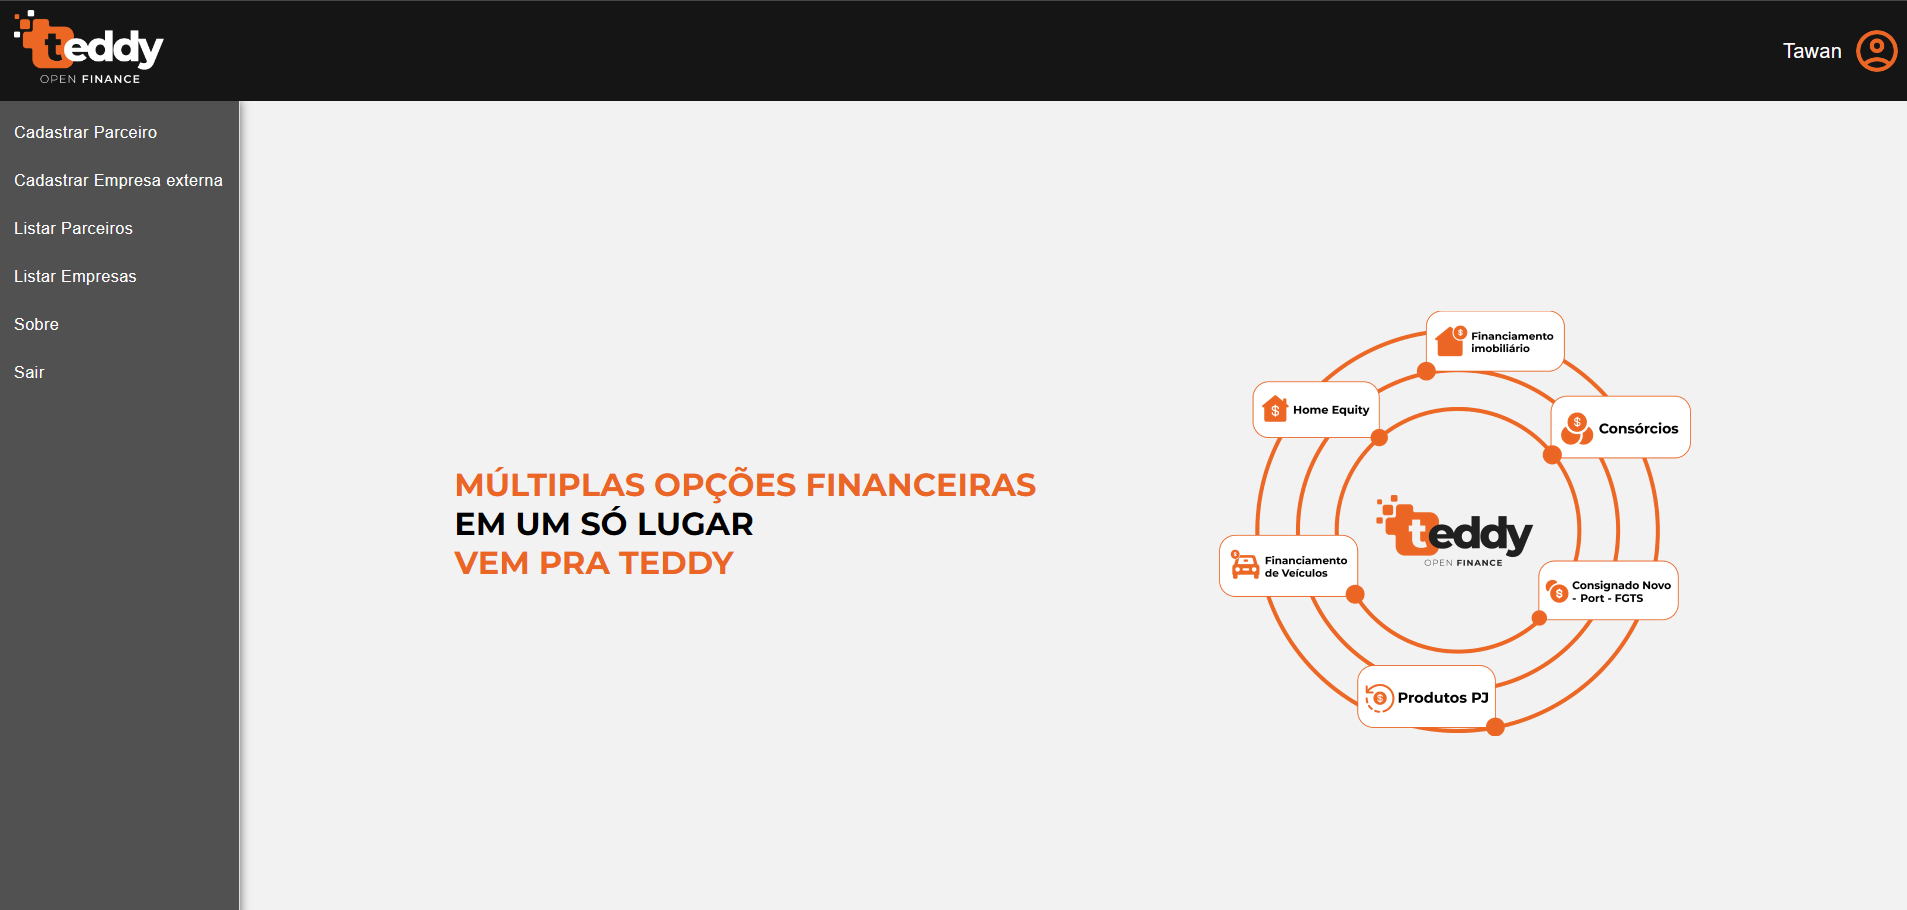 teddy
OPEN FINANCE
Tawan
Cadastrar Parceiro
Cadastrar Empresa externa
Listar Parceiros
Listar Empresas
Sobre
Sair
MÚLTIPLAS OPÇÕES FINANCEIRAS
EM UM SÓ LUGAR
VEM PRA TEDDY
Financiamento
imobiliário
Home Equity
Consórcios
teddy
OPEN FINANCE
Financiamento
de Veículos
Consignado Novo
- Port - FGTS
Produtos PJ